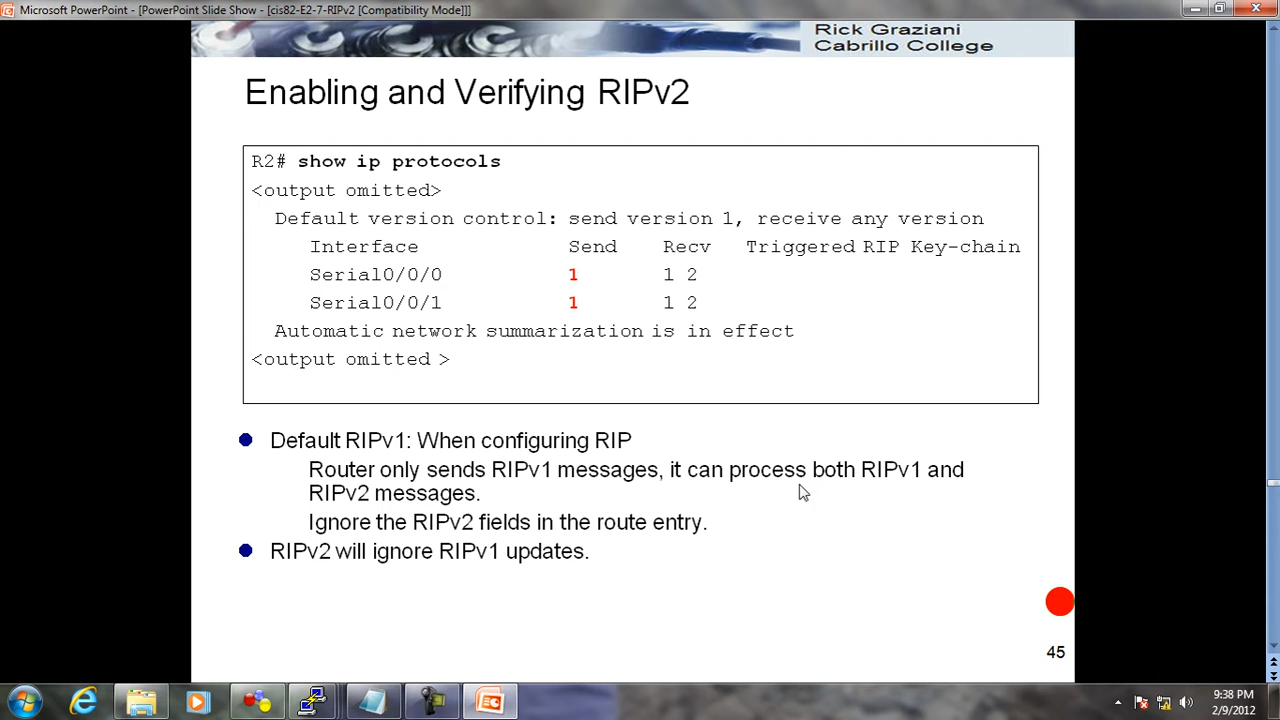 Microsoft PowerPoint - [PowerPoint Slide Show - [cis82-E2-7-RIPv2 [Compatibility Mode]]]
Rick Graziani
Cabrillo College
Enabling and Verifying RIPv2
R2# show ip protocols
<output omitted>
Default version control: send version 1, receive any version
Interface Send Recv Triggered RIP Key-chain
Serial0/0/0 1 1 2
Serial0/0/1 1 1 2
Automatic network summarization is in effect
<output omitted >
Default RIPv1: When configuring RIP
Router only sends RIPv1 messages, it can process both RIPv1 and
RIPv2 messages.
Ignore the RIPv2 fields in the route entry.
RIPv2 will ignore RIPv1 updates.
45
9:38 PM
2/9/2012